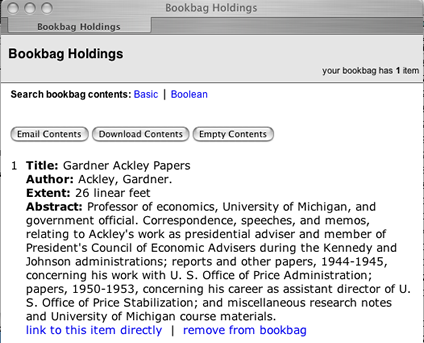 Bookbag Holdings
Bookbag Holdings
Bookbag Holdings
your bookbag has 1 item
Search bookbag contents: Basic | Boolean
Email Contents Download Contents Empty Contents
1 Title: Gardner Ackley Papers
Author: Ackley, Gardner.
Extent: 26 linear feet
Abstract: Professor of economics, University of Michigan, and
government official. Correspondence, speeches, and memos,
relating to Ackley's work as presidential adviser and member of
President's Council of Economic Advisers during the Kennedy and
Johnson administrations; reports and other papers, 1944-1945,
concerning his work with U. S. Office of Price Administration;
papers, 1950-1953, concerning his career as assistant director of U.
S. Office of Price Stabilization; and miscellaneous research notes
and University of Michigan course materials.
link to this item directly | remove from bookbag